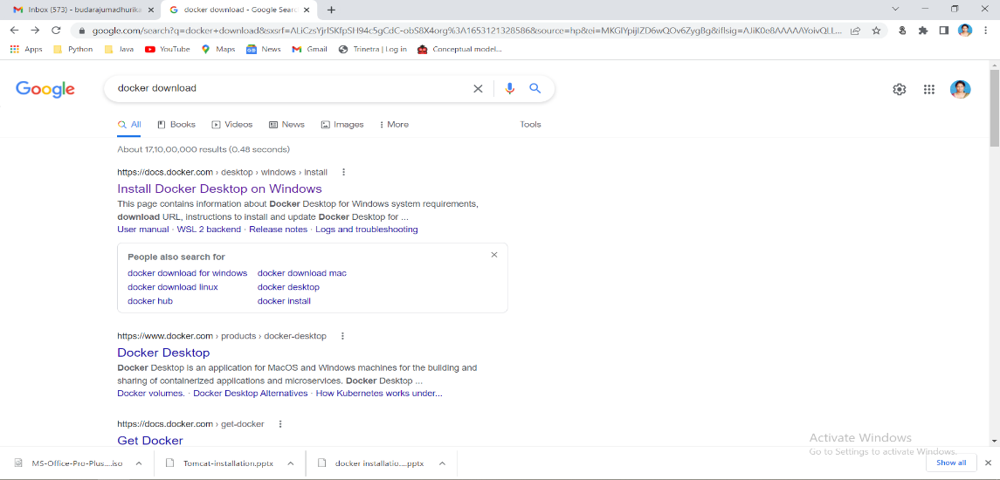 Inbox (573) - budarajumadhurika
docker download - Google Searc
google.com/search?q=docker+download&sxsrf=ALiCzsYjrISKfpSH94c5gCdC-obS8X4org%3A1653121328586&source=hp&ei=MKGIYpijIZD6wQOv6ZygBg&iflsig=AJiK0e8AAAAAYoivQLL...
Apps Python Java YouTube Maps News Gmail Trinetra | Log in Conceptual model...
Google
docker download
All Books Videos News Images More Tools
About 17,10,00,000 results (0.48 seconds)
https://docs.docker.com › desktop › windows › install
Install Docker Desktop on Windows
This page contains information about Docker Desktop for Windows system requirements,
download URL, instructions to install and update Docker Desktop for ...
User manual · WSL 2 backend · Release notes · Logs and troubleshooting
People also search for
docker download for windows docker download mac
docker download linux docker desktop
docker hub docker install
https://www.docker.com › products › docker-desktop
Docker Desktop
Docker Desktop is an application for MacOS and Windows machines for the building and
sharing of containerized applications and microservices. Docker Desktop ...
Docker volumes. · Docker Desktop Alternatives · How Kubernetes works under...
https://docs.docker.com › get-docker
Get Docker
Activate Windows
Go to Settings to activate Windows.
MS-Office-Pro-Plus....iso Tomcat-installation.pptx docker installatio....pptx Show all